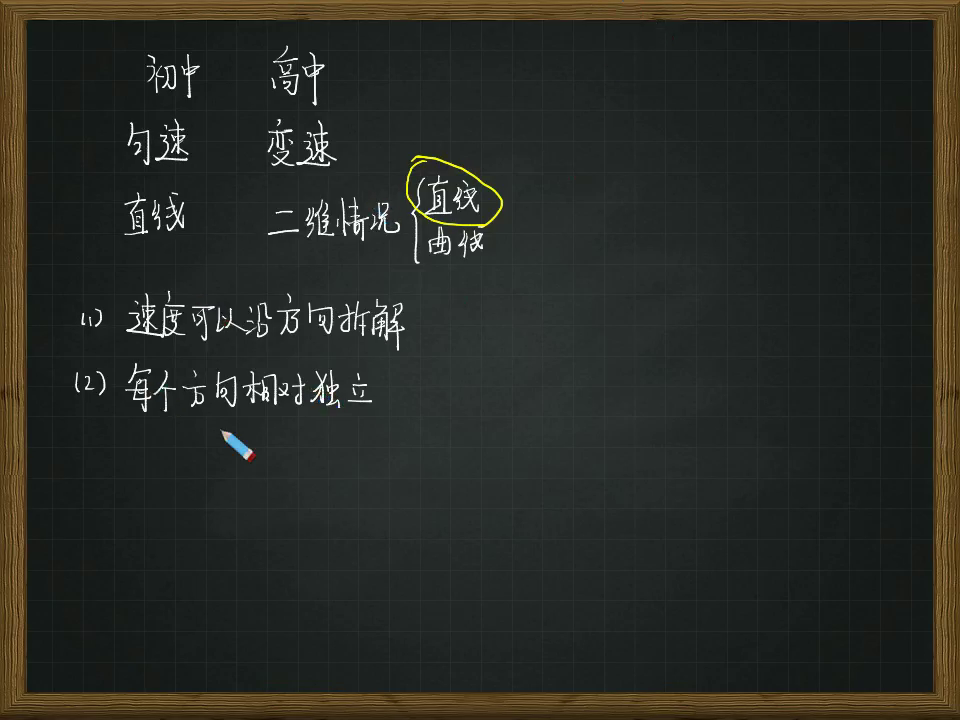 初中 高中
匀速 变速
直线 二维情况{直线
曲线
(1) 速度可以沿方向拆解
(2) 每个方向相对独立